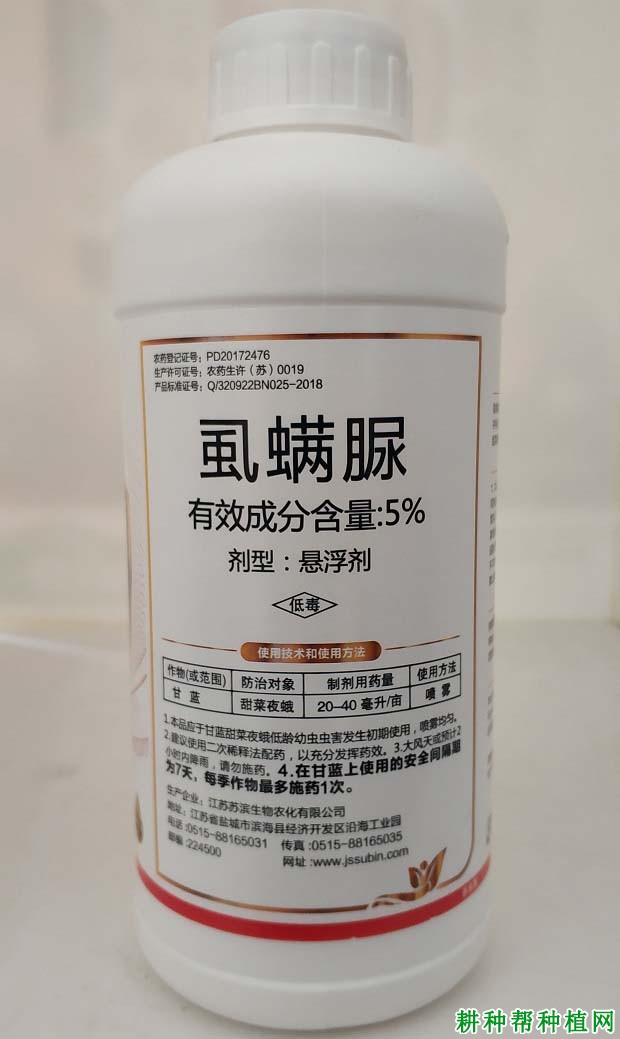 农药登记证号：PD20172476
生产许可证号：农药生许（苏）0019
产品标准证号：Q/320922BN025-2018
虱螨脲
有效成分含量:5%
剂型：悬浮剂
低毒
使用技术和使用方法
作物(或范围) 防治对象 制剂用药量 使用方法
甘蓝 甜菜夜蛾 20-40 毫升/亩 喷雾
1.本品应于甘蓝甜菜夜蛾低龄幼虫虫害发生初期使用，喷雾均匀。
2.建议使用二次稀释法配药，以充分发挥药效。3.大风天或预计2
小时内降雨，请勿施药。4.在甘蓝上使用的安全间隔期
为7天，每季作物最多施药1次。
生产企业：江苏苏滨生物农化有限公司
地址：江苏省盐城市滨海县经济开发区沿海工业园
电话:0515-88165031 传真:0515-88165035
邮编:224500
网址:www.jssubin.com
耕种帮种植网